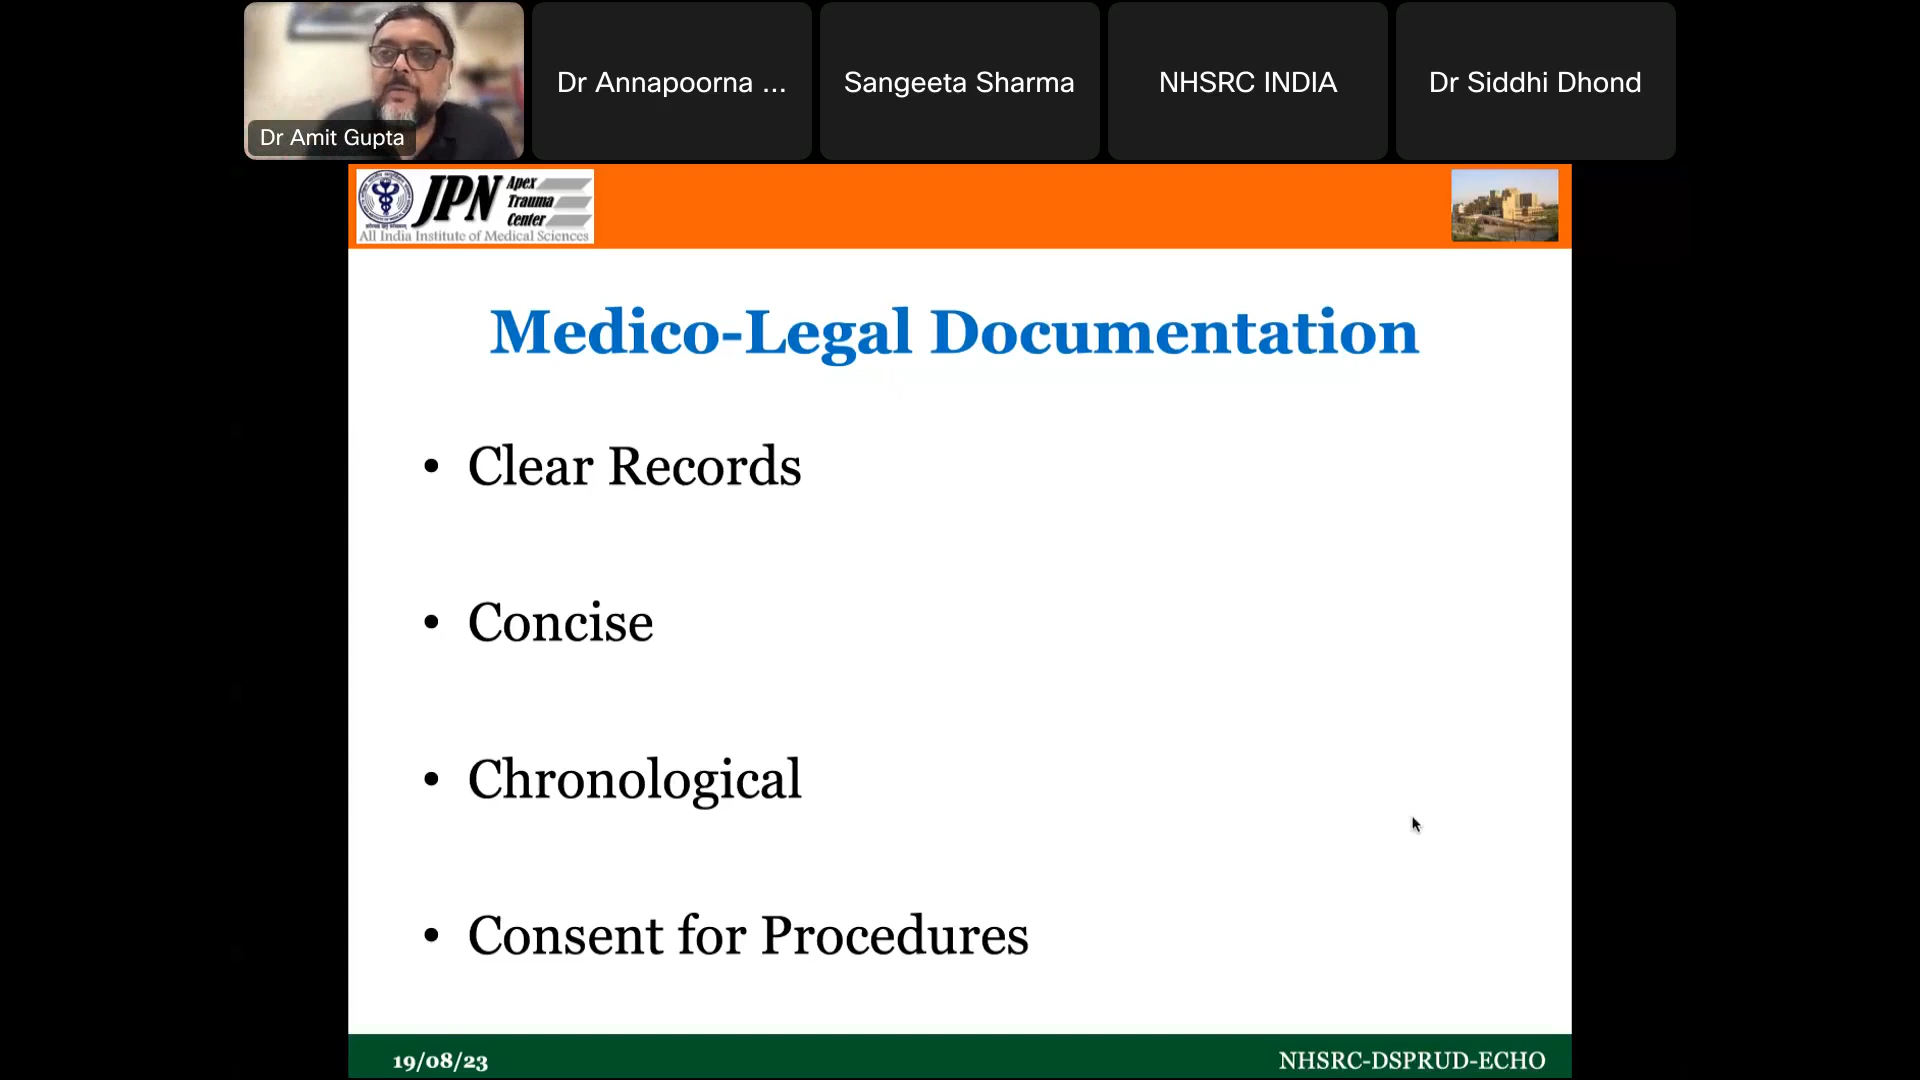 Dr Amit Gupta
Dr Annapoorna ...
Sangeeta Sharma
NHSRC INDIA
Dr Siddhi Dhond
JPN Apex
Trauma
Center
All India Institute of Medical Sciences
Medico-Legal Documentation
• Clear Records
• Concise
• Chronological
• Consent for Procedures
19/08/23
NHSRC-DSPRUD-ECHO